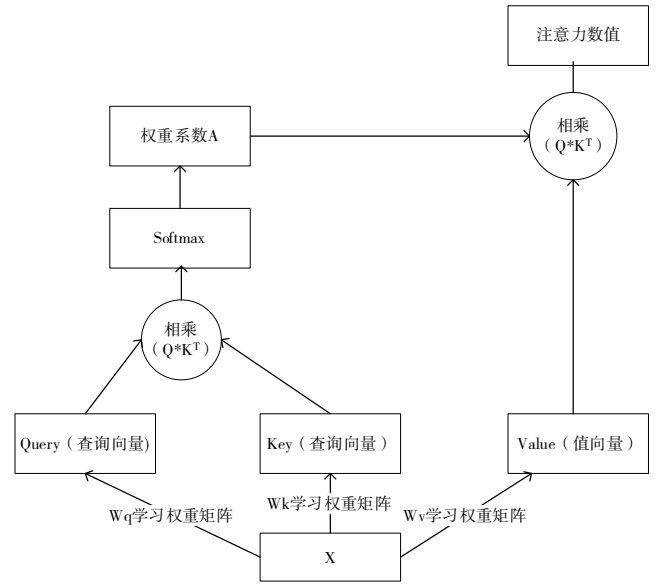 注意力数值
相乘
（Q*K^T）
权重系数A
Softmax
相乘
（Q*K^T）
Query（查询向量)
Key（查询向量）
Value（值向量）
Wq学习权重矩阵
Wk学习权重矩阵
Wv学习权重矩阵
X